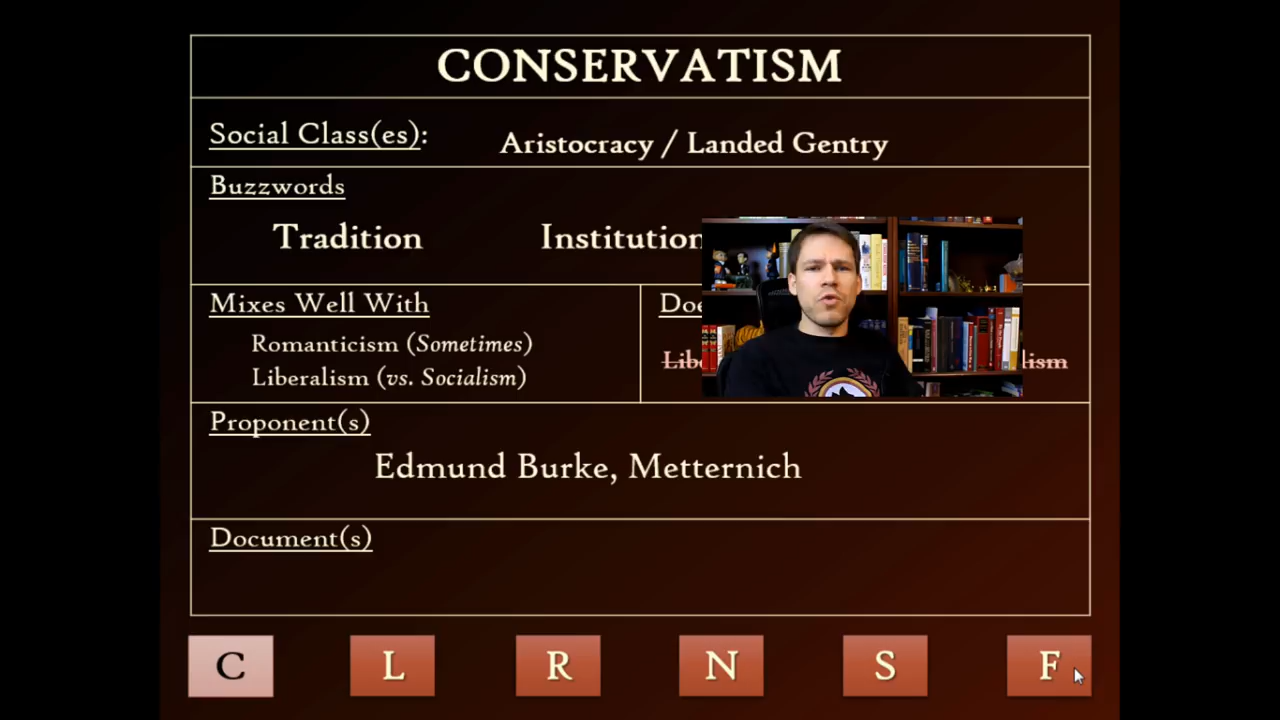 CONSERVATISM
Social Class(es):
Aristocracy / Landed Gentry
Buzzwords
Tradition
Institution
Mixes Well With
Romanticism (Sometimes)
Liberalism (vs. Socialism)
Proponent(s)
Edmund Burke, Metternich
Document(s)
C L R N S F